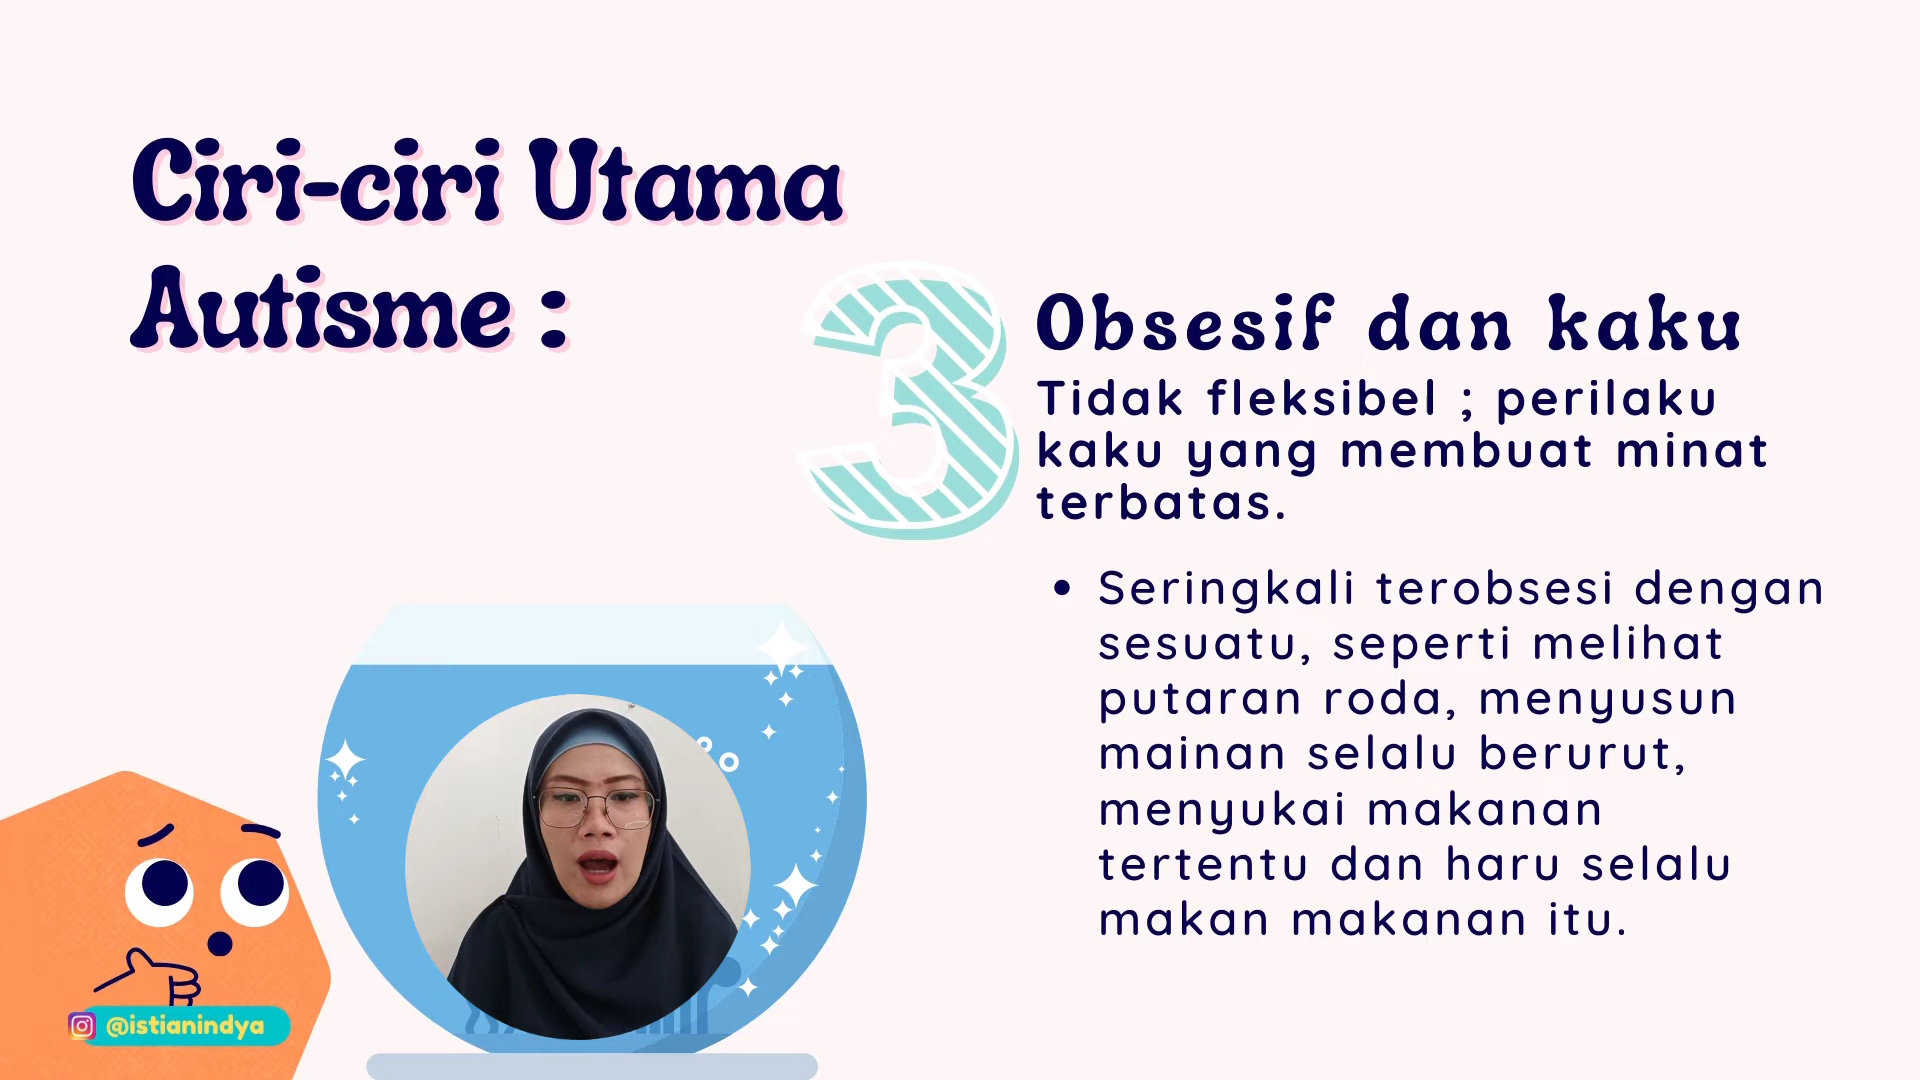 Ciri-ciri Utama
Autisme :
3
Obsesif dan kaku
Tidak fleksibel ; perilaku
kaku yang membuat minat
terbatas.
• Seringkali terobsesi dengan
sesuatu, seperti melihat
putaran roda, menyusun
mainan selalu berurut,
menyukai makanan
tertentu dan haru selalu
makan makanan itu.
@istianindya